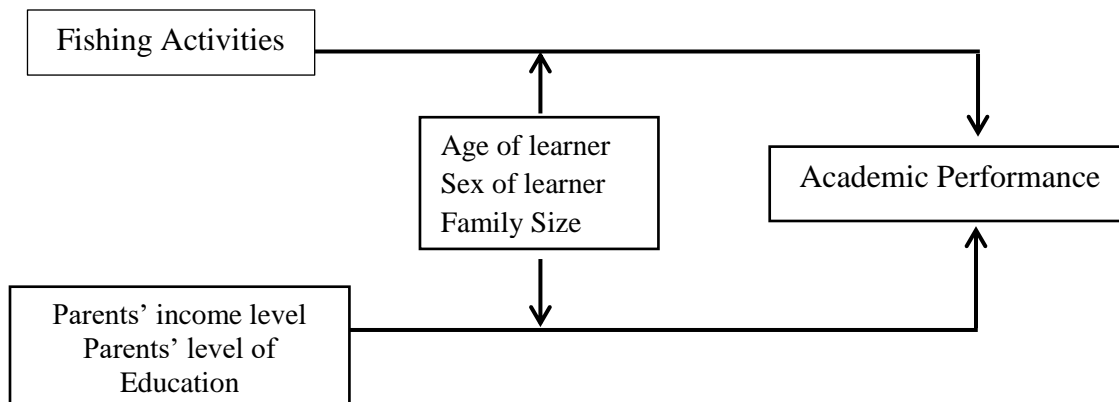 Fishing Activities
Age of learner
Sex of learner
Family Size
Academic Performance
Parents’ income level
Parents’ level of
Education